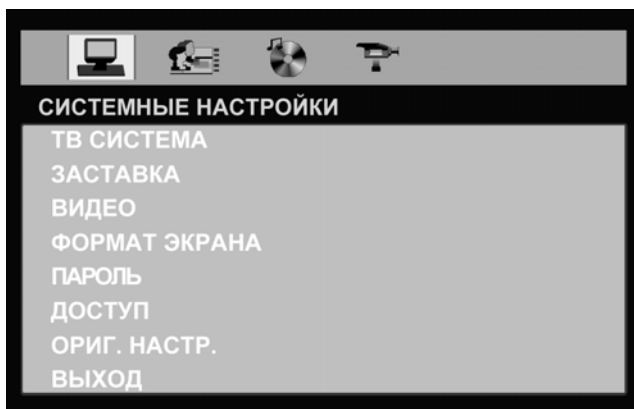 СИСТЕМНЫЕ НАСТРОЙКИ
ТВ СИСТЕМА
ЗАСТАВКА
ВИДЕО
ФОРМАТ ЭКРАНА
ПАРОЛЬ
ДОСТУП
ОРИГ. НАСТР.
ВЫХОД